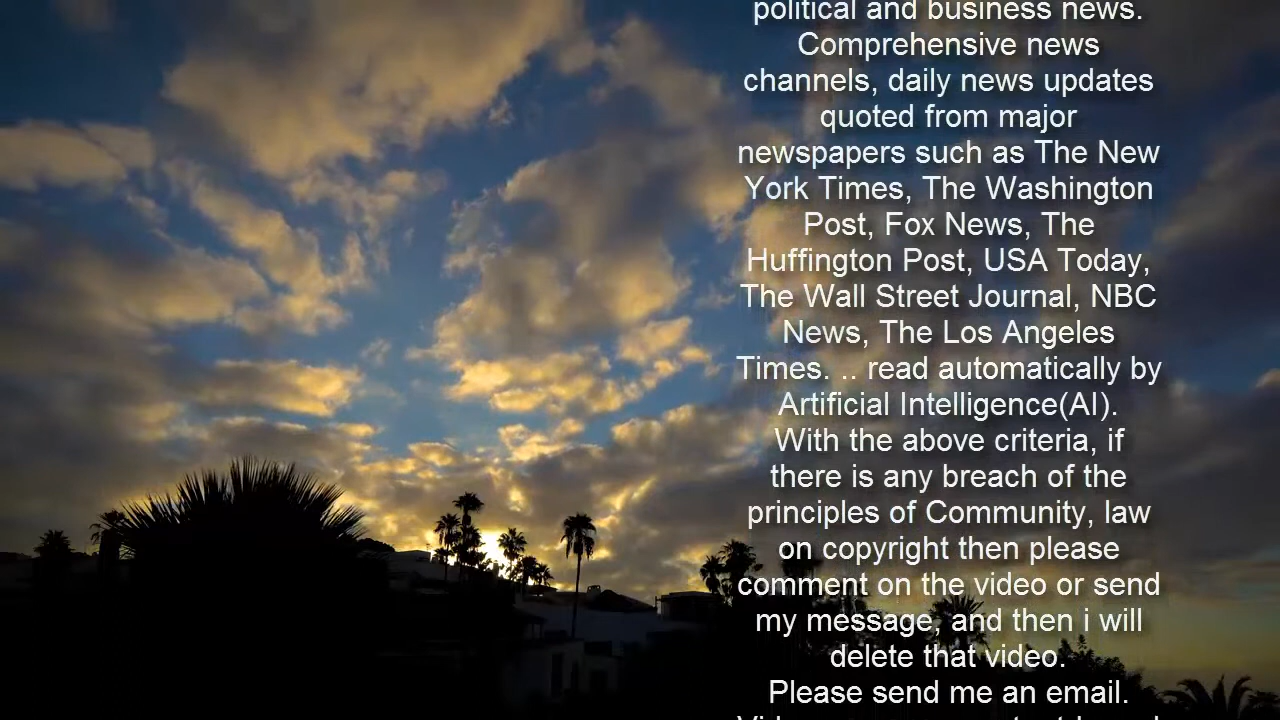 political and business news.
Comprehensive news
channels, daily news updates
quoted from major
newspapers such as The New
York Times, The Washington
Post, Fox News, The
Huffington Post, USA Today,
The Wall Street Journal, NBC
News, The Los Angeles
Times. .. read automatically by
Artificial Intelligence(AI).
With the above criteria, if
there is any breach of the
principles of Community, law
on copyright then please
comment on the video or send
my message, and then i will
delete that video.
Please send me an email.